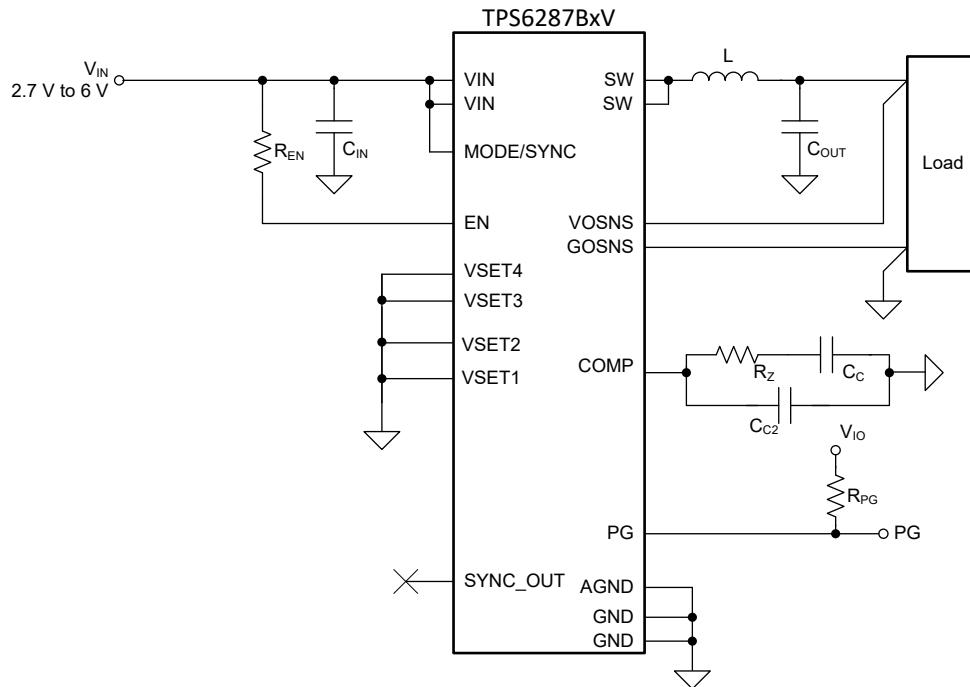 TPS6287BxV
VIN
2.7 V to 6 V
REN
CIN
VIN
VIN
MODE/SYNC
EN
VSET4
VSET3
VSET2
VSET1
SYNC_OUT
SW
SW
VOSNS
GOSNS
COMP
PG
AGND
GND
GND
L
COUT
Load
RZ
CC
CC2
VIO
RPG
PG